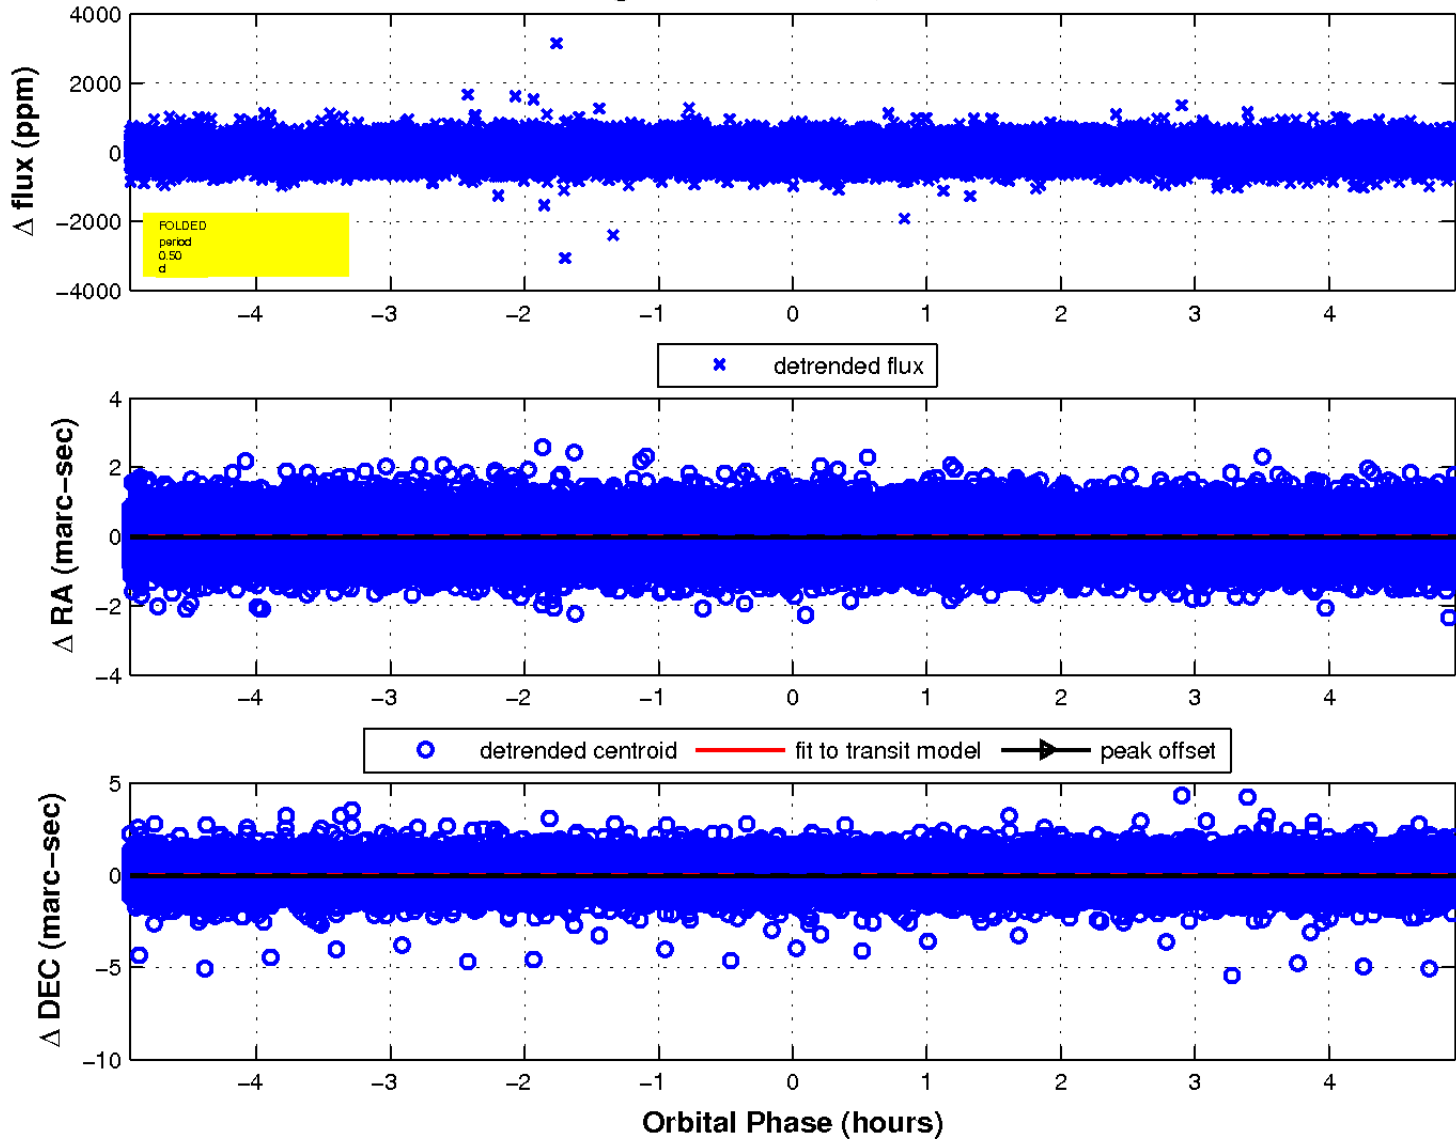 4000
2000
0
−2000
−4000
Δ flux (ppm)
FOLDED
period
0.50
d
−4 −3 −2 −1 0 1 2 3 4
detrended flux
4
2
0
−2
−4
Δ RA (marc−sec)
−4 −3 −2 −1 0 1 2 3 4
detrended centroid fit to transit model peak offset
5
0
−5
−10
Δ DEC (marc−sec)
−4 −3 −2 −1 0 1 2 3 4
Orbital Phase (hours)